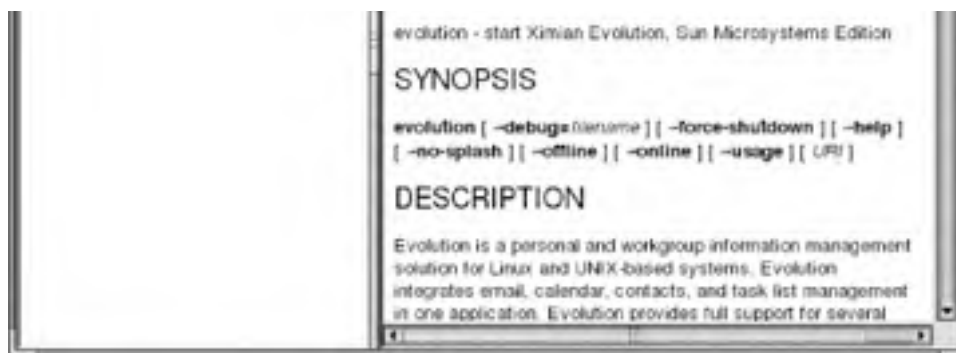 evolution - start Ximian Evolution, Sun Microsystems Edition
SYNOPSIS
evolution [ --debug=filename ] [ --force-shutdown ] [ --help ]
[ --no-splash ] [ --offline ] [ --online ] [ --usage ] [ URI ]
DESCRIPTION
Evolution is a personal and workgroup information management
solution for Linux and UNIX-based systems. Evolution
integrates email, calendar, contacts, and task list management
in one application. Evolution provides full support for several